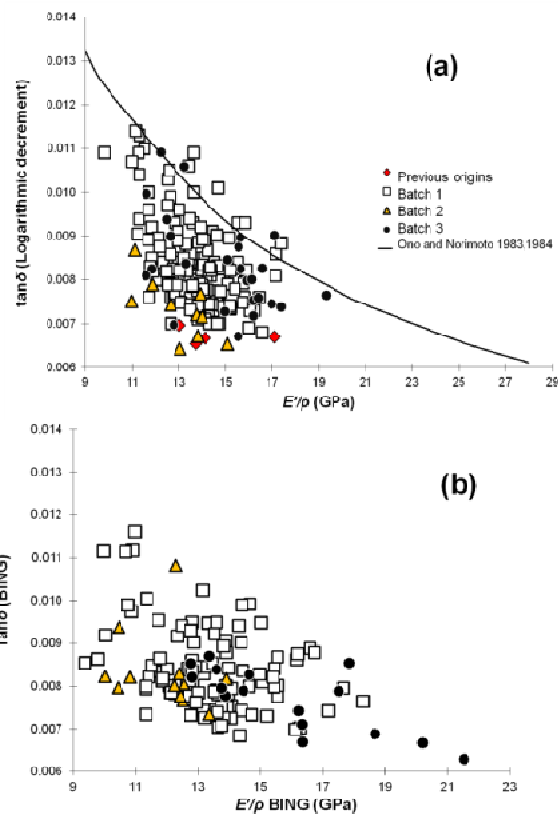 0.014
(a)
0.013
0.012
0.011
0.010
0.009
0.008
0.007
0.006
tanδ (Logarithmic decrement)
Previous origins
Batch 1
Batch 2
Batch 3
Ono and Norimoto 1983 1984
9 11 13 15 17 19 21 23 25 27 29
E'/ρ (GPa)
0.014
(b)
0.013
0.012
0.011
0.010
0.009
0.008
0.007
0.006
tanδ (BING)
9 11 13 15 17 19 21 23
E'/ρ BING (GPa)